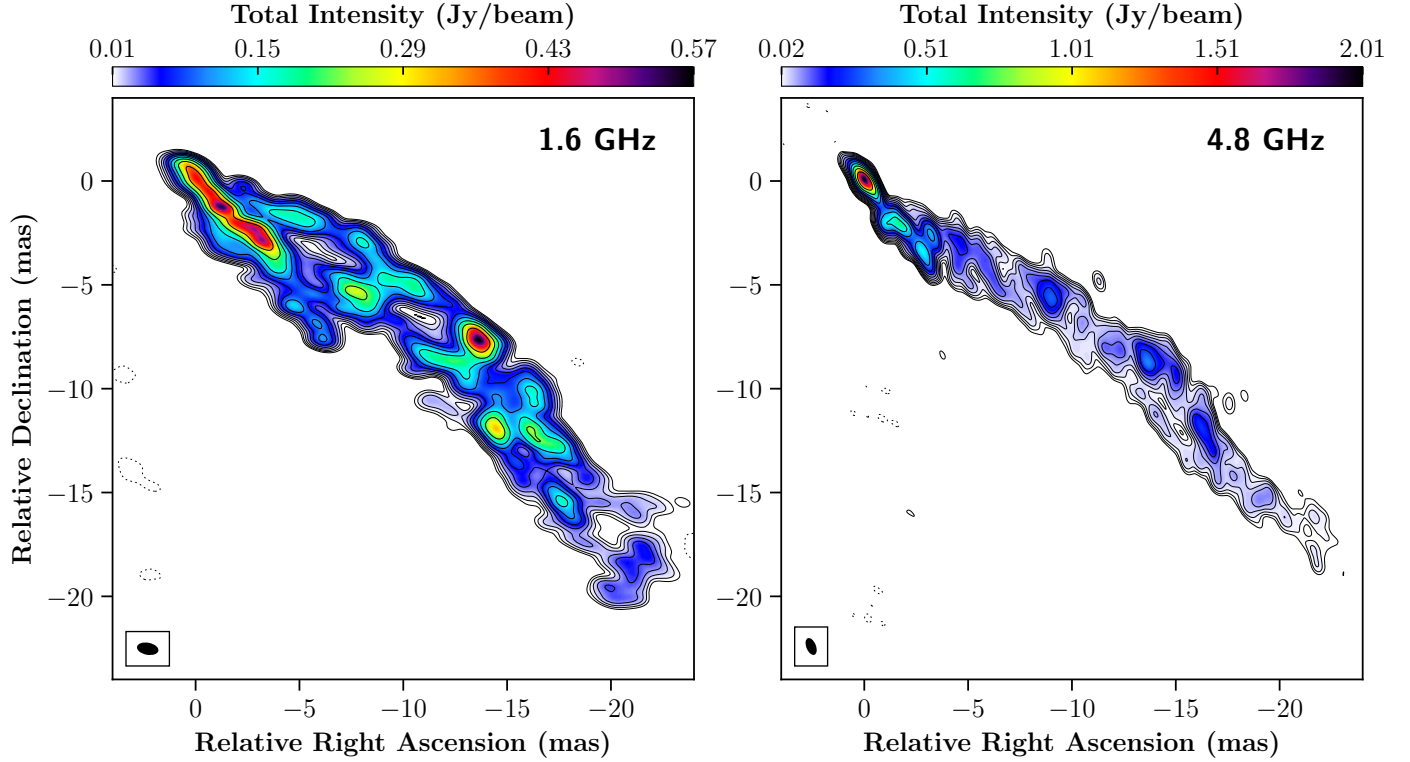 Total Intensity (Jy/beam)
0.01 0.15 0.29 0.43 0.57
1.6 GHz
0
−5
−10
−15
−20
Relative Declination (mas)
0 −5 −10 −15 −20
Relative Right Ascension (mas)
Total Intensity (Jy/beam)
0.02 0.51 1.01 1.51 2.01
4.8 GHz
0
−5
−10
−15
−20
0 −5 −10 −15 −20
Relative Right Ascension (mas)